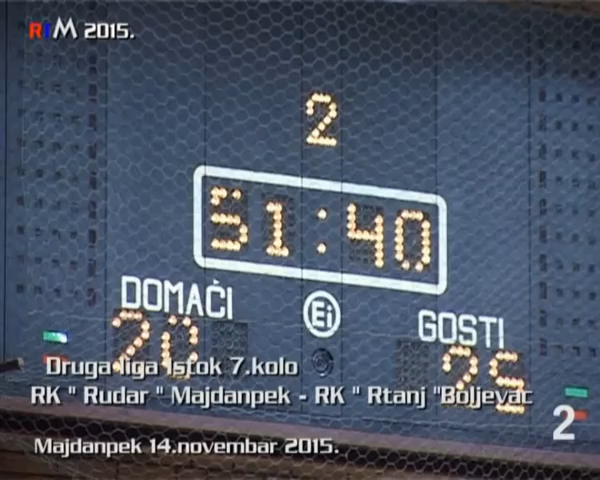 RTM 2015.
2
51:40
DOMAĆI
Ei
GOSTI
20
25
Druga liga Istok 7.kolo
RK " Rudar " Majdanpek - RK " Rtanj "Boljevac
2
Majdanpek 14.novembar 2015.